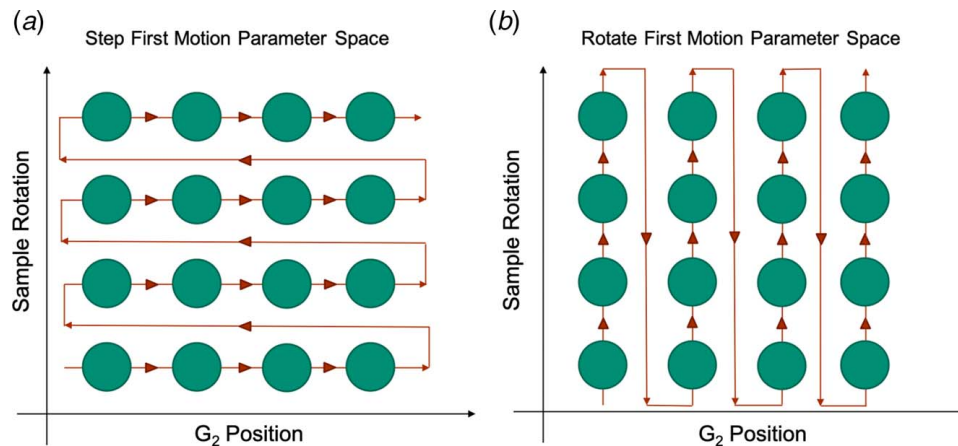 (a)
Step First Motion Parameter Space
Sample Rotation
G₂ Position
(b)
Rotate First Motion Parameter Space
Sample Rotation
G₂ Position